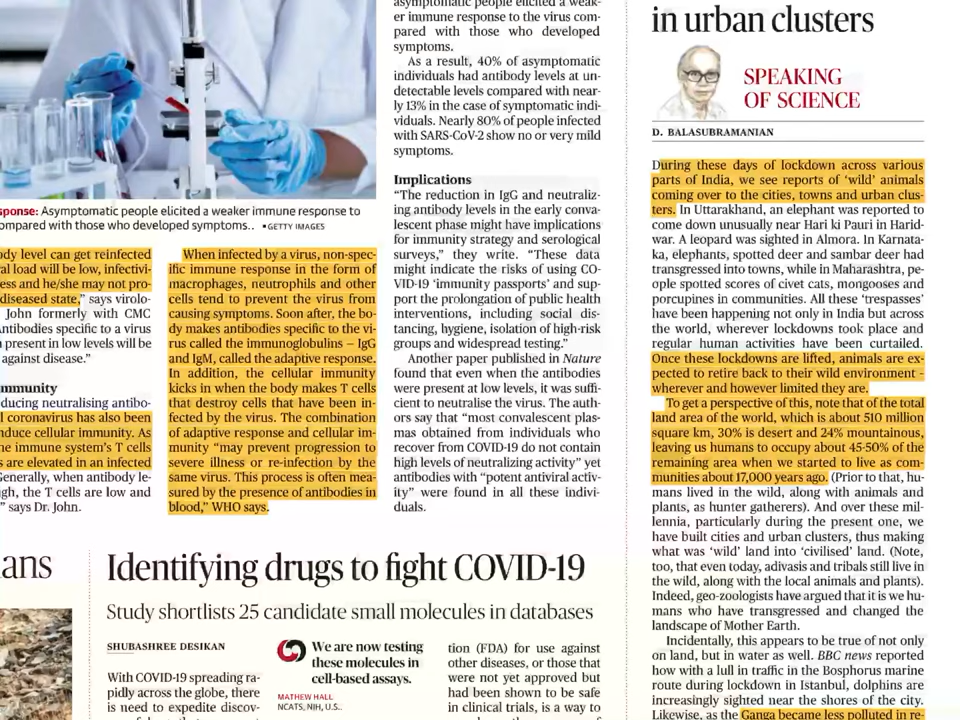 sponse: Asymptomatic people elicited a weaker immune response to
ompared with those who developed symptoms.. • GETTY IMAGES
ody level can get reinfected
al load will be low, infectivi-
ess and he/she may not pro-
diseased state,” says virolo-
John formerly with CMC
Antibodies specific to a virus
present in low levels will be
against disease.”
mmunity
ducing neutralising antibo-
l coronavirus has also been
nduce cellular immunity. As
he immune system’s T cells
s are elevated in an infected
Generally, when antibody le-
gh, the T cells are low and
” says Dr. John.
When infected by a virus, non-spec-
ific immune response in the form of
macrophages, neutrophils and other
cells tend to prevent the virus from
causing symptoms. Soon after, the bo-
dy makes antibodies specific to the vi-
rus called the immunoglobulins – IgG
and IgM, called the adaptive response.
In addition, the cellular immunity
kicks in when the body makes T cells
that destroy cells that have been in-
fected by the virus. The combination
of adaptive response and cellular im-
munity “may prevent progression to
severe illness or re-infection by the
same virus. This process is often mea-
sured by the presence of antibodies in
blood,” WHO says.
asymptomatic people elicited a weak-
er immune response to the virus com-
pared with those who developed
symptoms.
As a result, 40% of asymptomatic
individuals had antibody levels at un-
detectable levels compared with near-
ly 13% in the case of symptomatic indi-
viduals. Nearly 80% of people infected
with SARS-CoV-2 show no or very mild
symptoms.
Implications
“The reduction in IgG and neutraliz-
ing antibody levels in the early conva-
lescent phase might have implications
for immunity strategy and serological
surveys,” they write. “These data
might indicate the risks of using CO-
VID-19 ‘immunity passports’ and sup-
port the prolongation of public health
interventions, including social dis-
tancing, hygiene, isolation of high-risk
groups and widespread testing.”
Another paper published in Nature
found that even when the antibodies
were present at low levels, it was suffi-
cient to neutralise the virus. The auth-
ors say that “most convalescent plas-
mas obtained from individuals who
recover from COVID-19 do not contain
high levels of neutralizing activity” yet
antibodies with “potent antiviral activ-
ity” were found in all these indivi-
duals.
in urban clusters
SPEAKING
OF SCIENCE
D. BALASUBRAMANIAN
During these days of lockdown across various
parts of India, we see reports of ‘wild’ animals
coming over to the cities, towns and urban clus-
ters. In Uttarakhand, an elephant was reported to
come down unusually near Hari ki Pauri in Harid-
war. A leopard was sighted in Almora. In Karnata-
ka, elephants, spotted deer and sambar deer had
transgressed into towns, while in Maharashtra, pe-
ople spotted scores of civet cats, mongooses and
porcupines in communities. All these ‘trespasses’
have been happening not only in India but across
the world, wherever lockdowns took place and
regular human activities have been curtailed.
Once these lockdowns are lifted, animals are ex-
pected to retire back to their wild environment -
wherever and however limited they are.
To get a perspective of this, note that of the total
land area of the world, which is about 510 million
square km, 30% is desert and 24% mountainous,
leaving us humans to occupy about 45-50% of the
remaining area when we started to live as com-
munities about 17,000 years ago. (Prior to that, hu-
mans lived in the wild, along with animals and
plants, as hunter gatherers). And over these mil-
lennia, particularly during the present one, we
have built cities and urban clusters, thus making
what was ‘wild’ land into ‘civilised’ land. (Note,
too, that even today, adivasis and tribals still live in
the wild, along with the local animals and plants).
Indeed, geo-zoologists have argued that it is we hu-
mans who have transgressed and changed the
landscape of Mother Earth.
Incidentally, this appears to be true of not only
on land, but in water as well. BBC news reported
how with a lull in traffic in the Bosphorus marine
route during lockdown in Istanbul, dolphins are
increasingly sighted near the shores of the city.
Likewise, as the Ganga became less polluted in re-
ans
Identifying drugs to fight COVID-19
Study shortlists 25 candidate small molecules in databases
SHUBASHREE DESIKAN
With COVID-19 spreading ra-
pidly across the globe, there
is need to expedite discov-
We are now testing
these molecules in
cell-based assays.
MATHEW HALL
NCATS, NIH, U.S..
tion (FDA) for use against
other diseases, or those that
were not yet approved but
had been shown to be safe
in clinical trials, is a way to